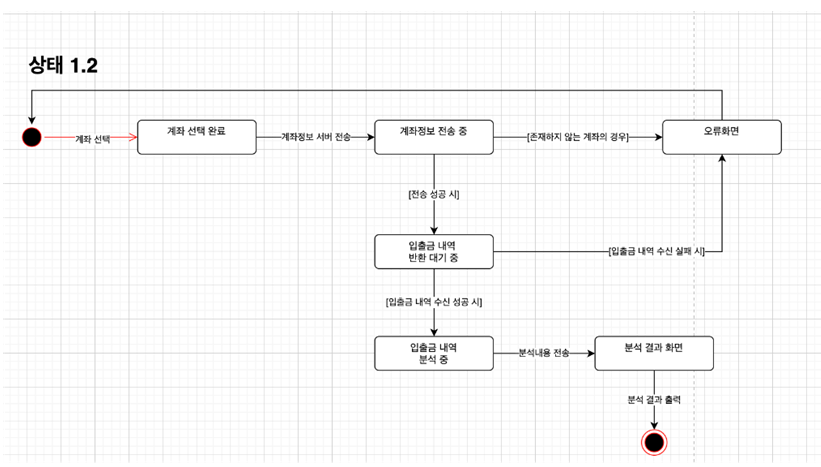 상태 1.2
계좌 선택
계좌 선택 완료
계좌정보 서버 전송
계좌정보 전송 중
[존재하지 않는 계좌의 경우]
오류화면
[전송 성공 시]
입출금 내역
반환 대기 중
[입출금 내역 수신 실패 시]
[입출금 내역 수신 성공 시]
입출금 내역
분석 중
분석내용 전송
분석 결과 화면
분석 결과 출력